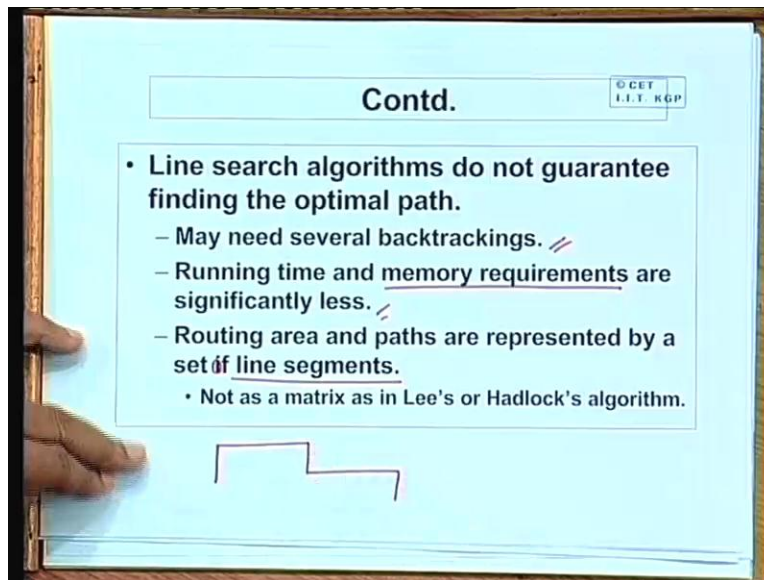 Contd.
© CET
I.I.T. KGP
• Line search algorithms do not guarantee
finding the optimal path.
– May need several backtrackings.
– Running time and memory requirements are
significantly less.
– Routing area and paths are represented by a
set of line segments.
• Not as a matrix as in Lee's or Hadlock's algorithm.